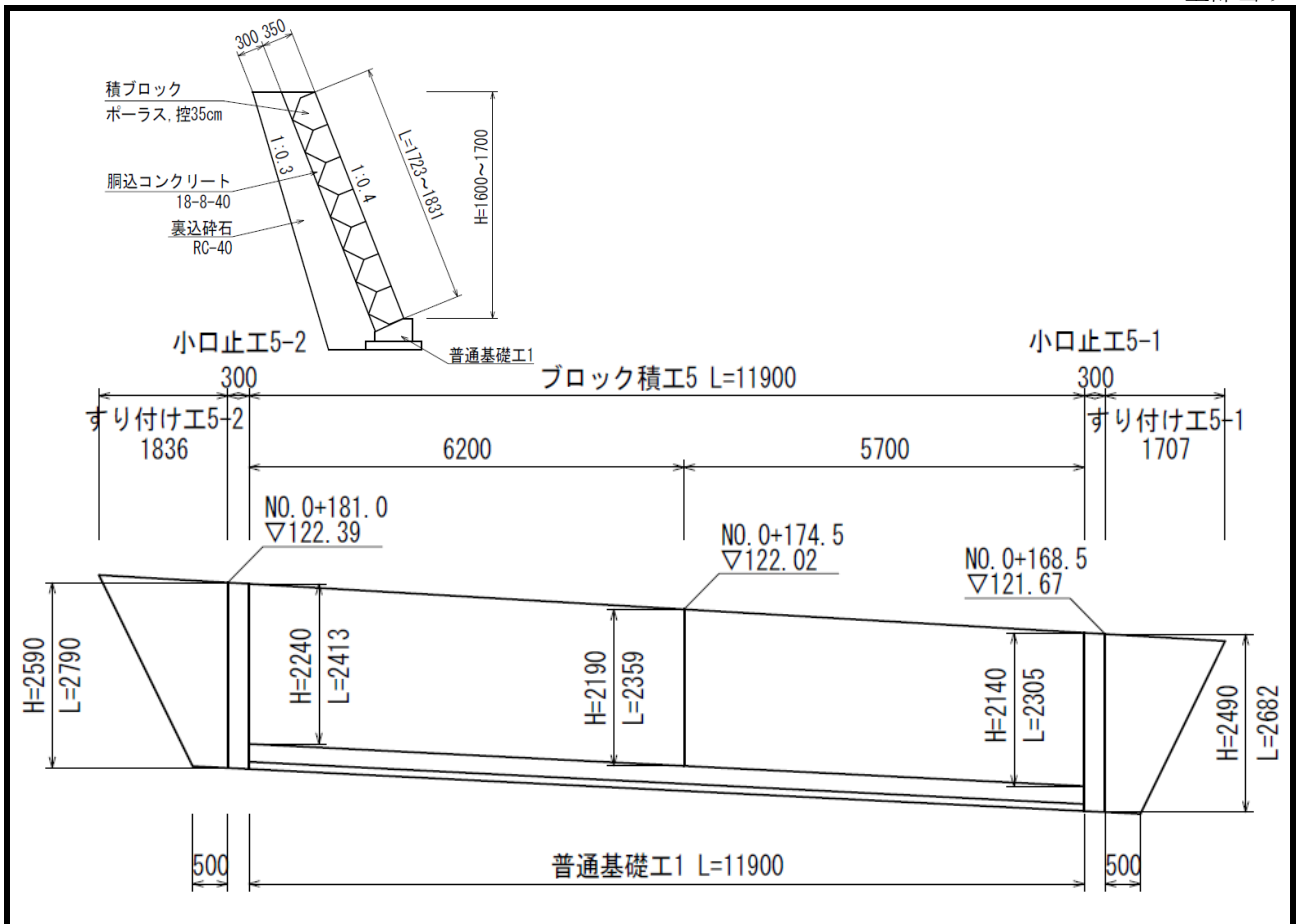 300 350
積ブロック
ポーラス,控35cm
1:0.3
1:0.4
L=1723~1831
H=1600~1700
胴込コンクリート
18-8-40
裏込砕石
RC-40
普通基礎工1
小口止工5-2
小口止工5-1
300
ブロック積工5 L=11900
300
すり付け工5-2
1836
すり付け工5-1
1707
6200
5700
NO.0+181.0
▽122.39
NO.0+174.5
▽122.02
NO.0+168.5
▽121.67
H=2590
L=2790
H=2240
L=2413
H=2190
L=2359
H=2140
L=2305
H=2490
L=2682
500
普通基礎工1 L=11900
500